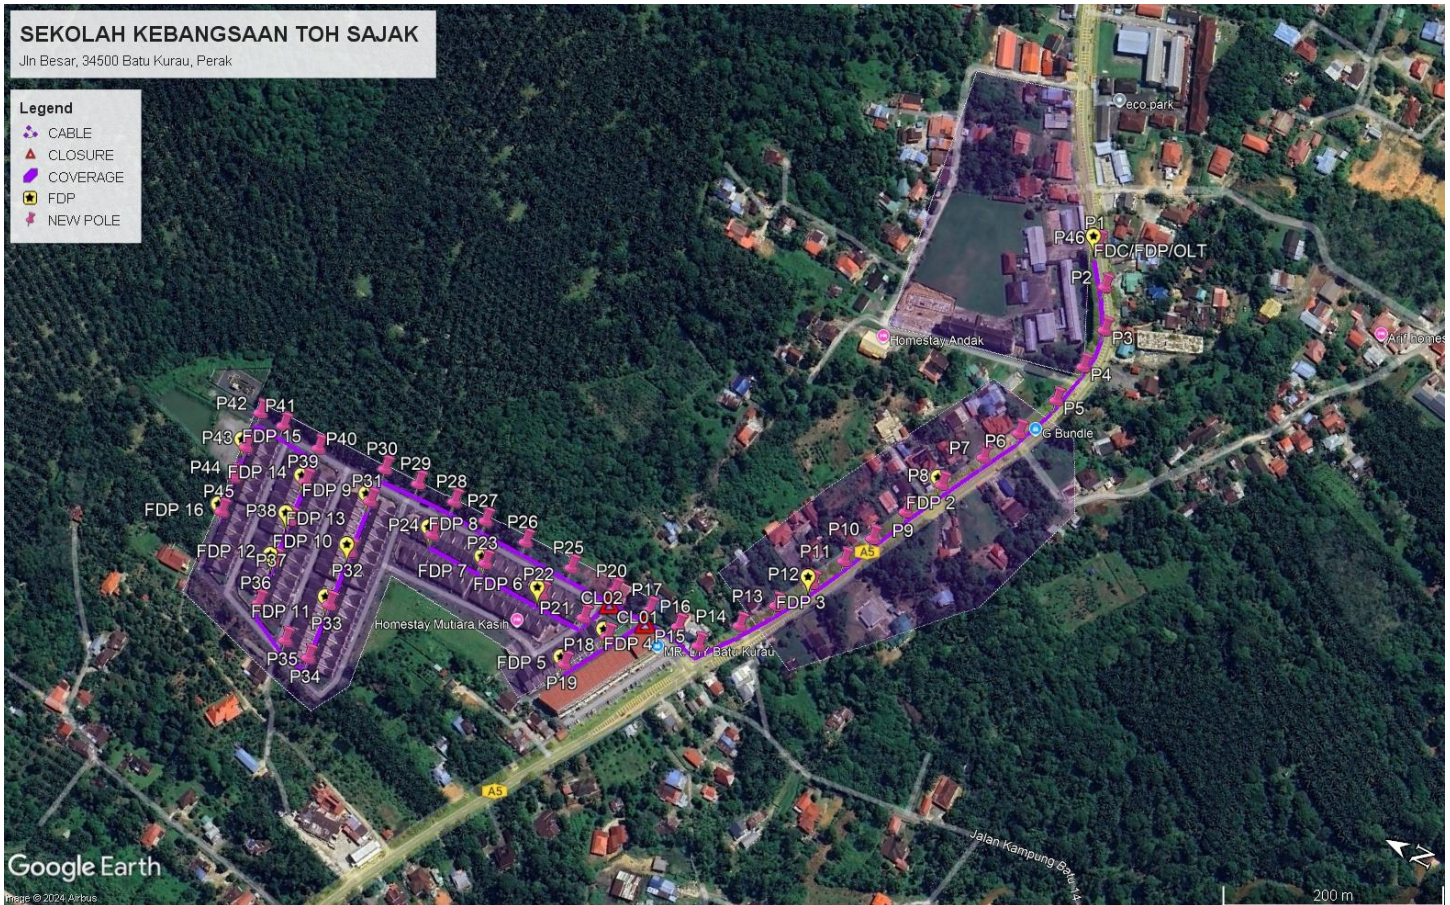 SEKOLAH KEBANGSAAN TOH SAJAK
Jln Besar, 34500 Batu Kurau, Perak
Legend
CABLE
CLOSURE
COVERAGE
FDP
NEW POLE
eco park
P1
P46
FDC/FDP/OLT
P2
P3
Homestay Andak
P4
P5
G Bundle
P6
P7
P8
FDP 2
P9
P10
A5
P11
P12
FDP 3
P13
P14
P15
P16
P17
MR. D.I.Y Batu Kurau
CL01
CL02
P18
FDP 4
FDP 5
P19
P20
P21
P22
FDP 6
P23
FDP 7
P24
FDP 8
P25
P26
P27
P28
P29
P30
P31
FDP 9
FDP 10
P32
FDP 11
P33
P34
P35
P36
P37
FDP 12
P38
FDP 13
P39
FDP 14
P40
P41
P42
P43
FDP 15
P44
P45
FDP 16
Homestay Mutiara Kasih
A5
Jalan Kampung Batu 14
Google Earth
© 2024 Airbus
N
200 m